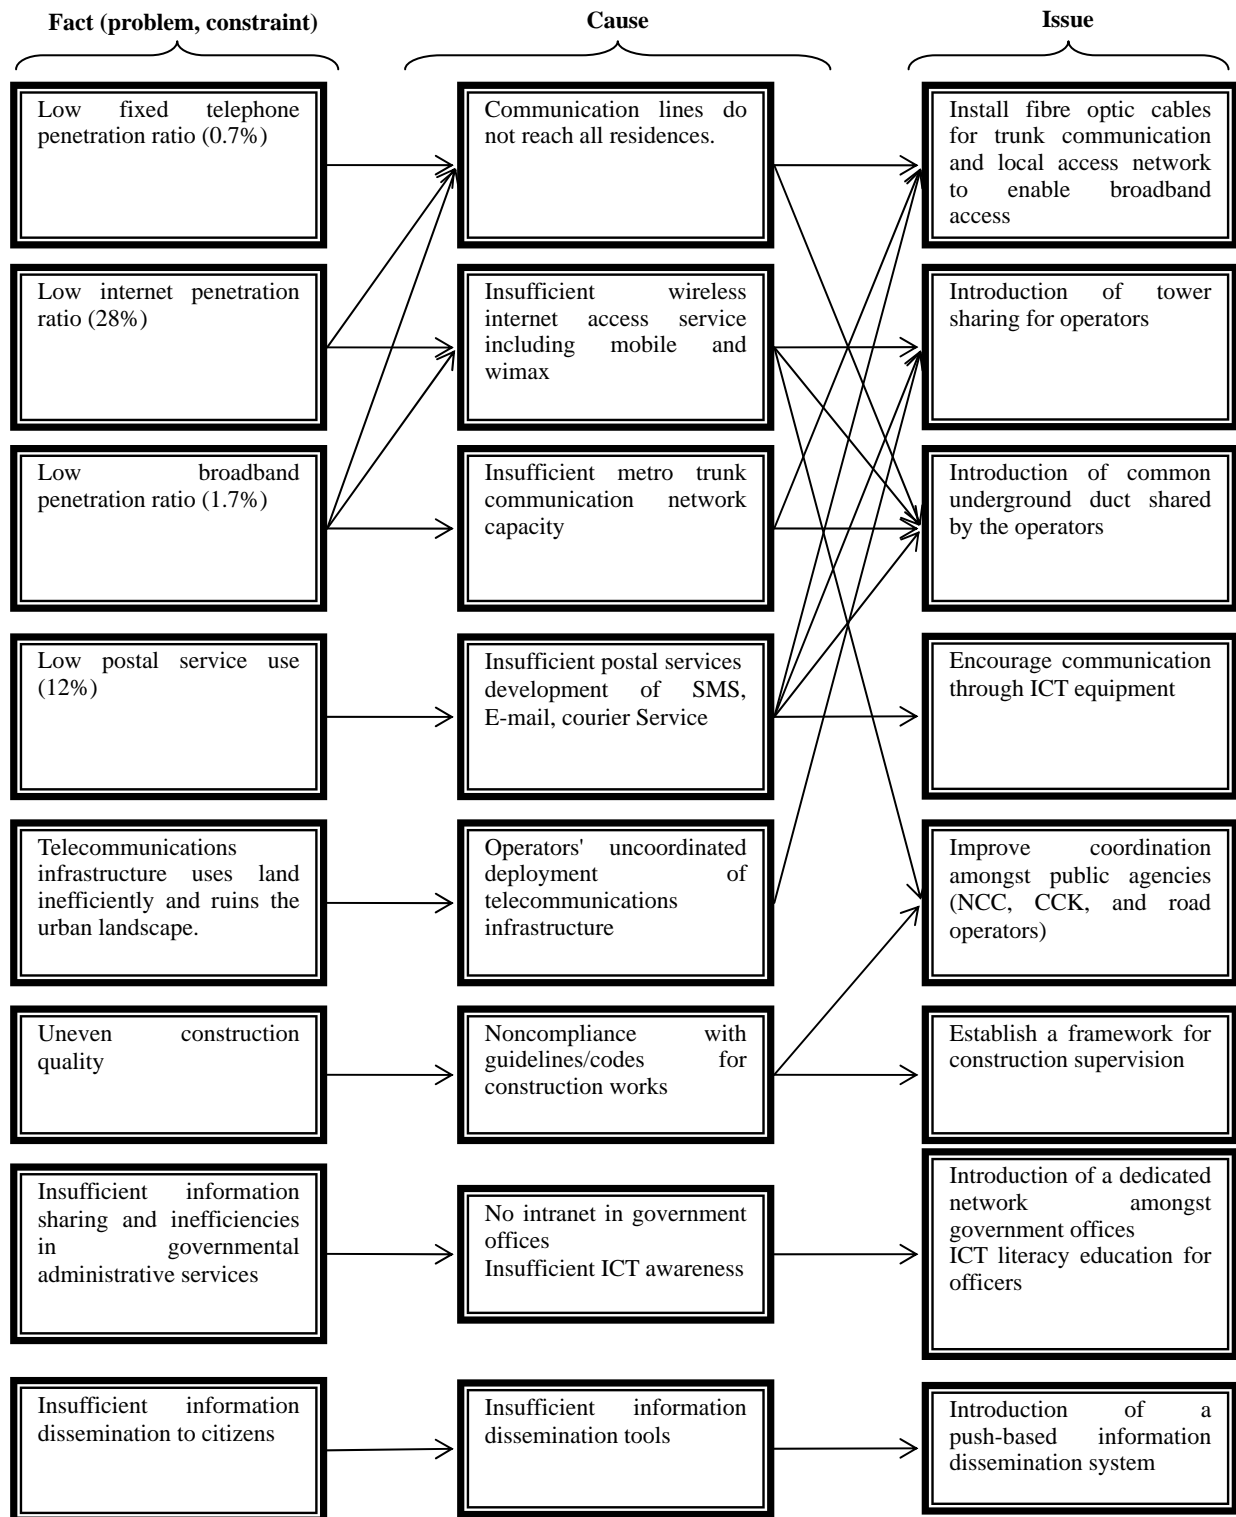 Fact (problem, constraint)
Cause
Issue
Low fixed telephone
penetration ratio (0.7%)
Communication lines do
not reach all residences.
Install fibre optic cables
for trunk communication
and local access network
to enable broadband
access
Low internet penetration
ratio (28%)
Insufficient wireless
internet access service
including mobile and
wimax
Introduction of tower
sharing for operators
Low broadband
penetration ratio (1.7%)
Insufficient metro trunk
communication network
capacity
Introduction of common
underground duct shared
by the operators
Low postal service use
(12%)
Insufficient postal services
development of SMS,
E-mail, courier Service
Encourage communication
through ICT equipment
Telecommunications
infrastructure uses land
inefficiently and ruins the
urban landscape.
Operators' uncoordinated
deployment of
telecommunications
infrastructure
Improve coordination
amongst public agencies
(NCC, CCK, and road
operators)
Uneven construction
quality
Noncompliance with
guidelines/codes for
construction works
Establish a framework for
construction supervision
Insufficient information
sharing and inefficiencies
in governmental
administrative services
No intranet in government
offices
Insufficient ICT awareness
Introduction of a dedicated
network amongst
government offices
ICT literacy education for
officers
Insufficient information
dissemination to citizens
Insufficient information
dissemination tools
Introduction of a
push-based information
dissemination system